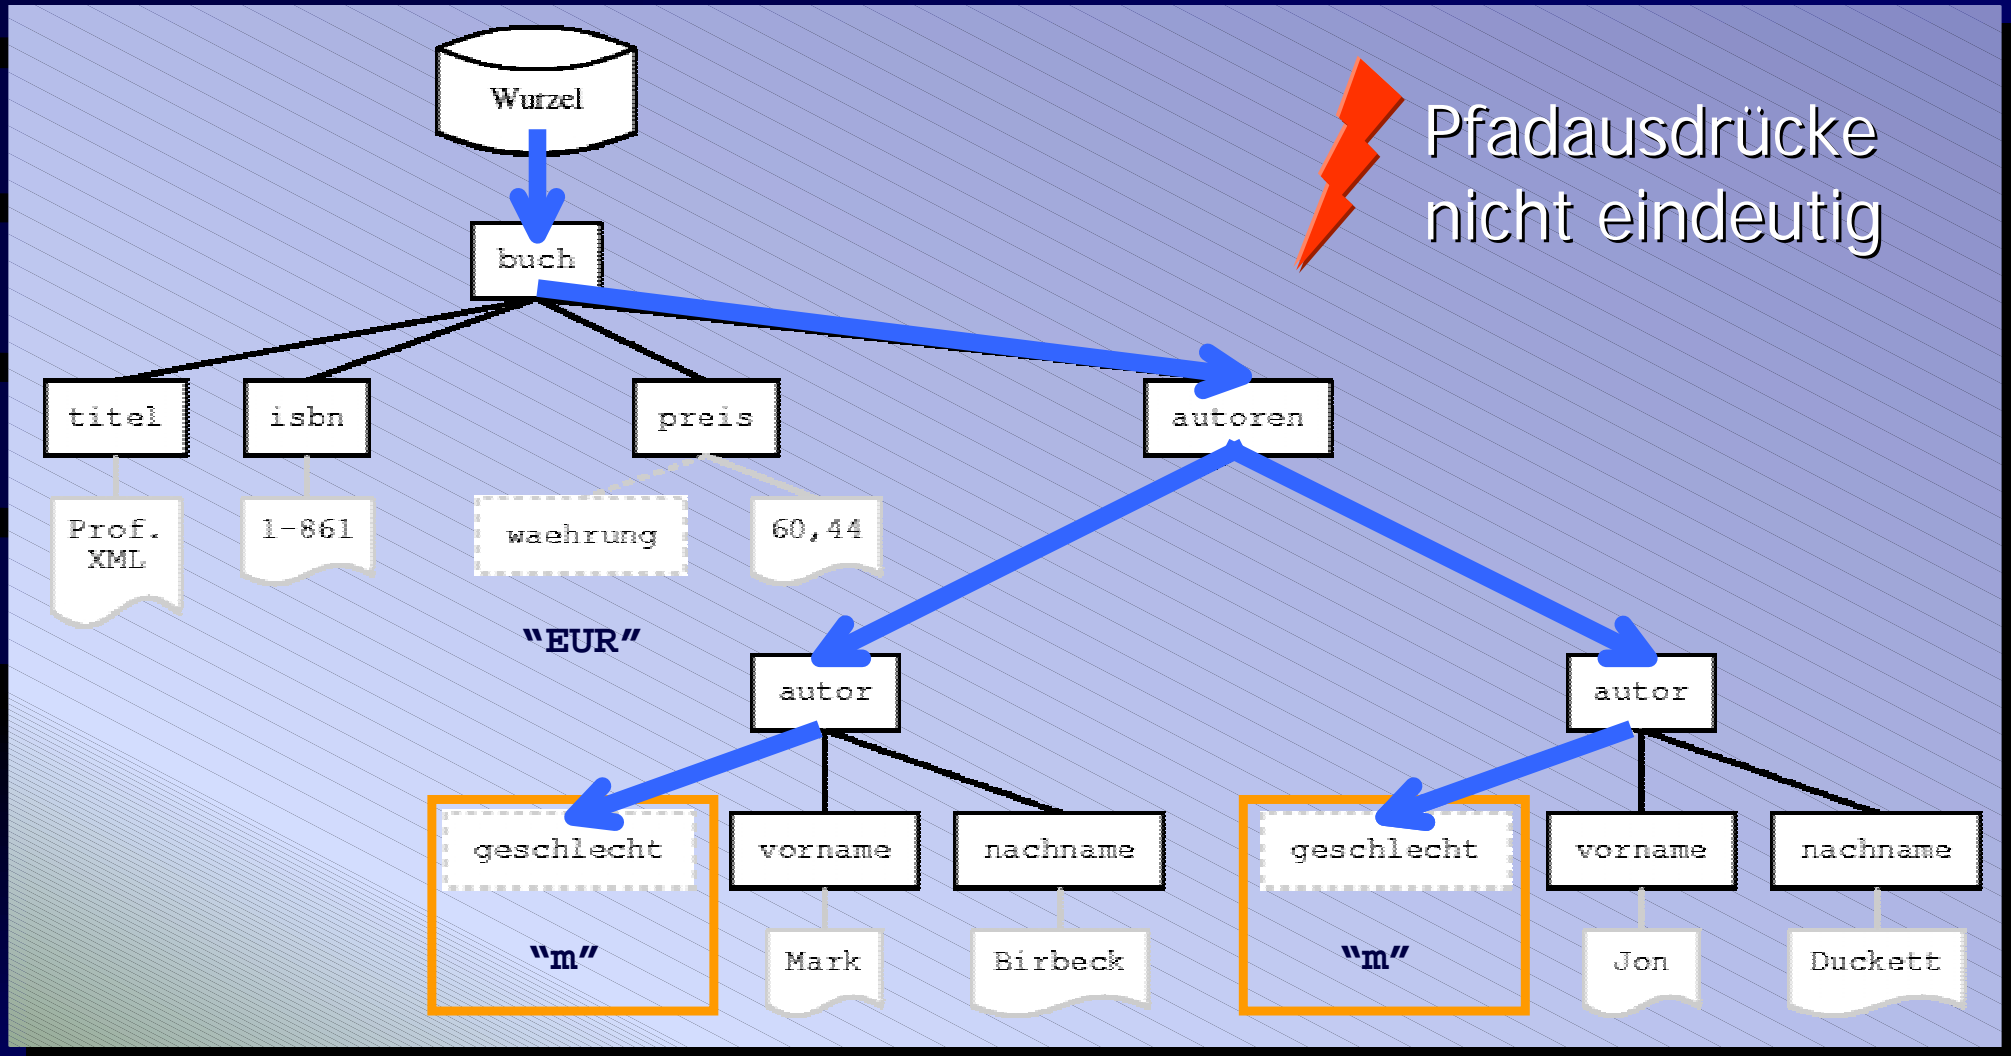 Wurzel
Pfadausdrücke
nicht eindeutig
buch
titel
isbn
preis
autoren
Prof.
XML
1-861
waehrung
60,44
“EUR”
autor
autor
geschlecht
vorname
nachname
geschlecht
vorname
nachname
“m”
Mark
Birbeck
“m”
Jon
Duckett